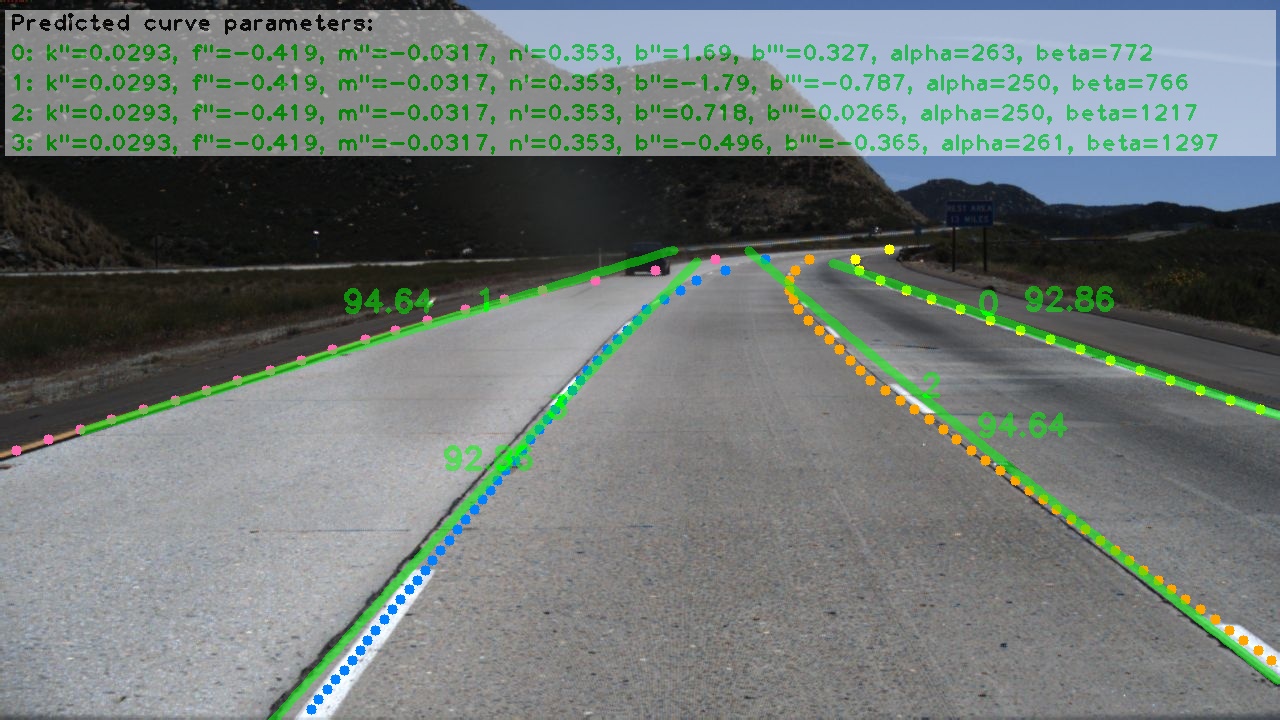 Predicted curve parameters:
0: k''=0.0293, f''=-0.419, m''=-0.0317, n'=0.353, b''=1.69, b'''=0.327, alpha=263, beta=772
1: k''=0.0293, f''=-0.419, m''=-0.0317, n'=0.353, b''=-1.79, b'''=-0.787, alpha=250, beta=766
2: k''=0.0293, f''=-0.419, m''=-0.0317, n'=0.353, b''=0.718, b'''=0.0265, alpha=250, beta=1217
3: k''=0.0293, f''=-0.419, m''=-0.0317, n'=0.353, b''=-0.496, b'''=-0.365, alpha=261, beta=1297
REST AREA
13 MILES
94.64 1
0 92.86
2
94.64